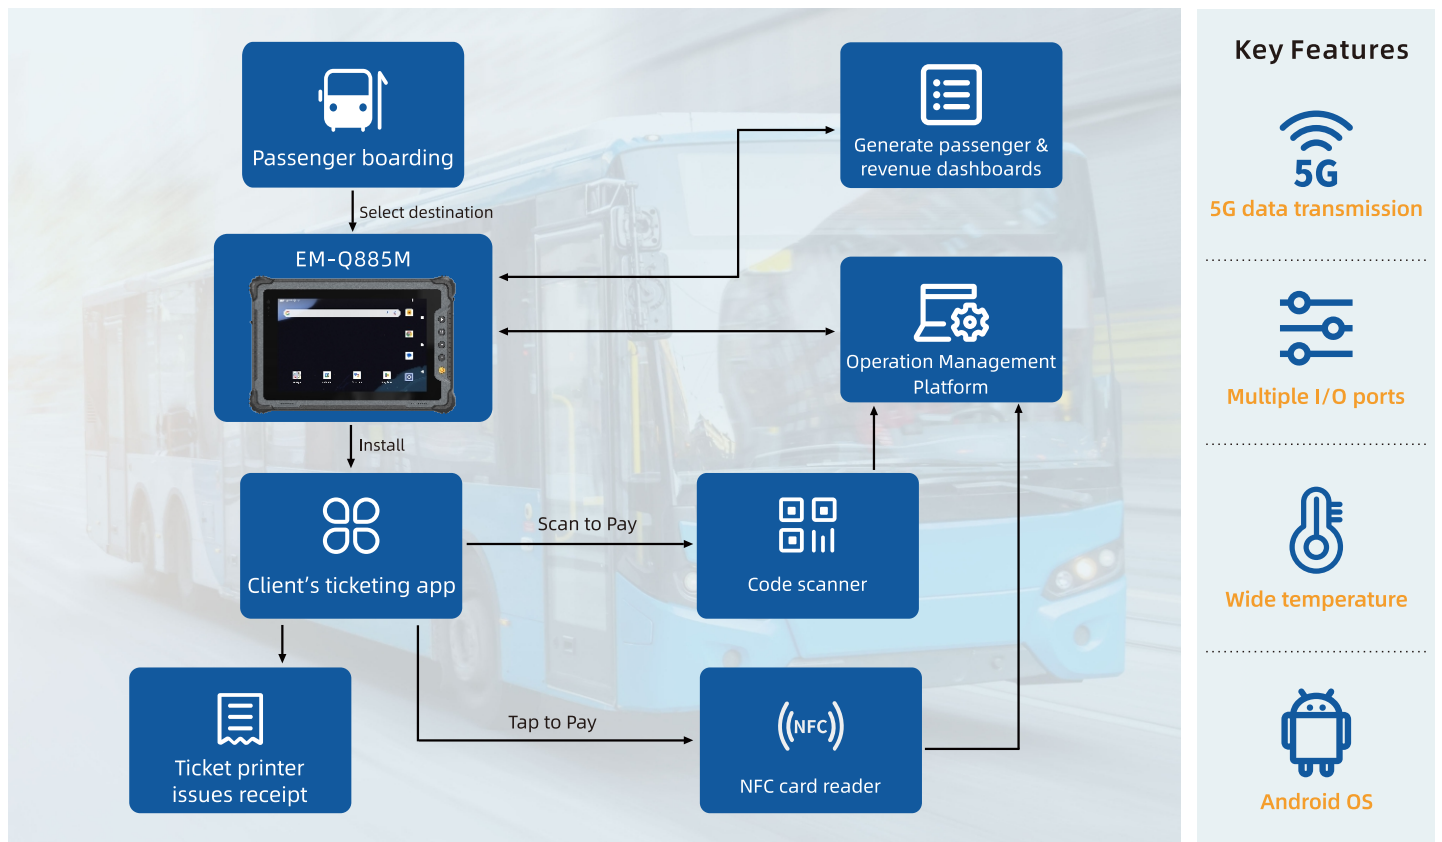 Passenger boarding
Select destination
EM-Q885M
Install
Client's ticketing app
Ticket printer
issues receipt
Scan to Pay
Tap to Pay
Generate passenger &
revenue dashboards
Operation Management
Platform
Code scanner
NFC
NFC card reader
Key Features
5G
5G data transmission
Multiple I/O ports
Wide temperature
Android OS